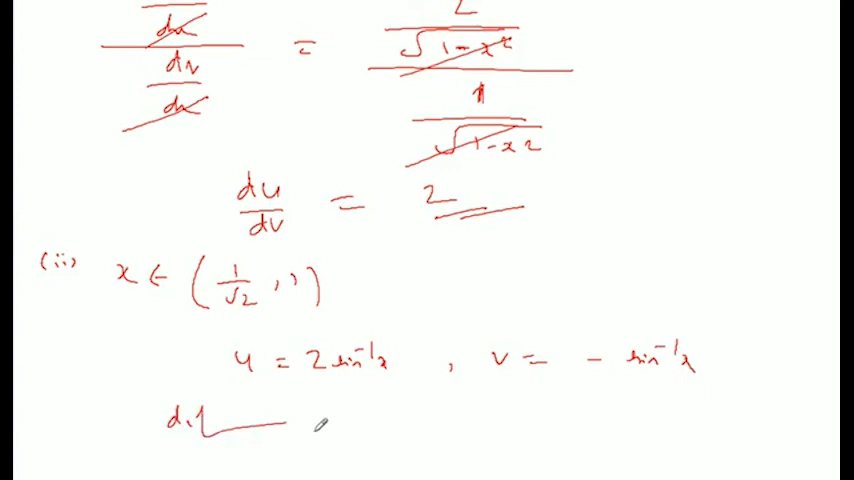 du/dx / dv/dx = 2/√1-x² / 1/√1-x2
du/dv = 2
(ii) x ∈ (1/√2 , 1)
u = 2 sin⁻¹x , v = - sin⁻¹x